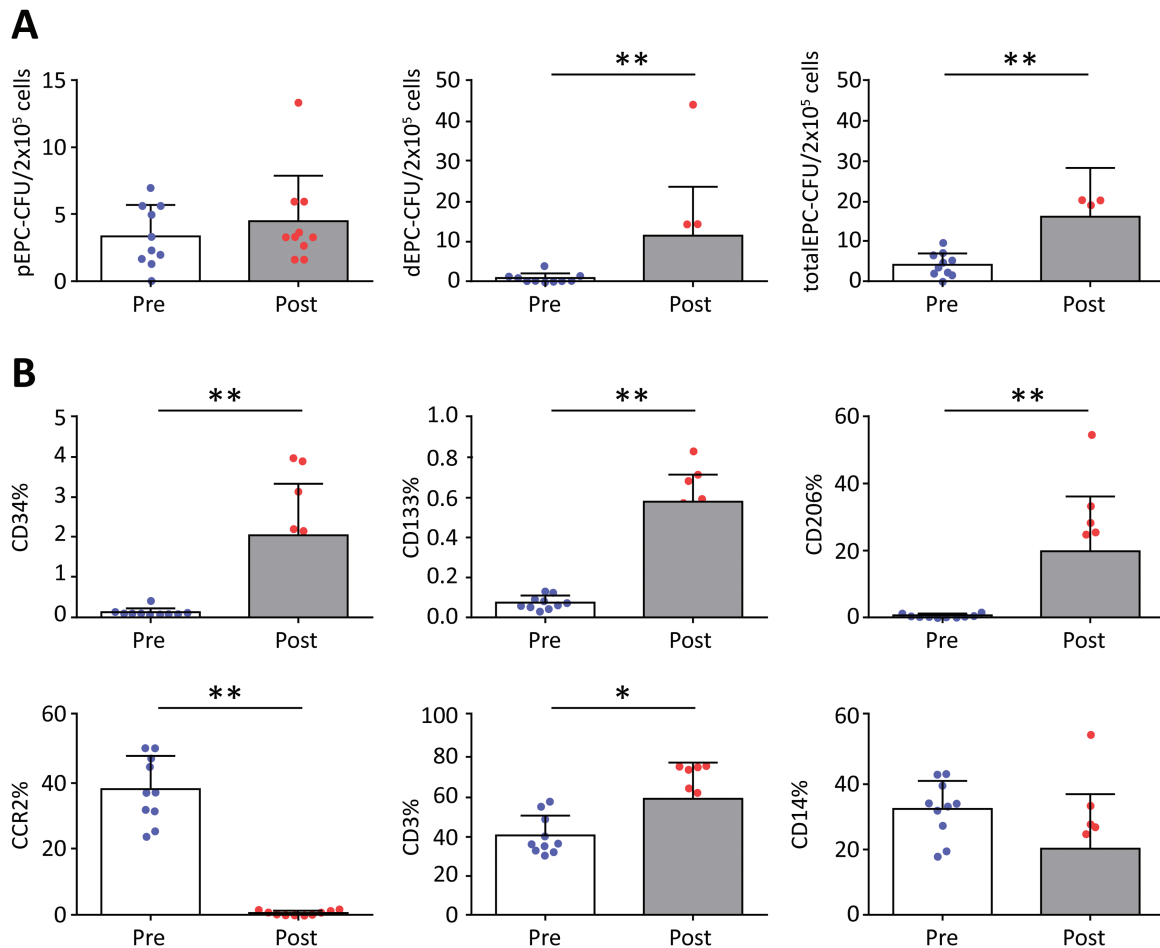 A
pEPC-CFU/2x10⁵ cells
15
10
5
0
Pre
Post
dEPC-CFU/2x10⁵ cells
50
40
30
20
10
0
**
Pre
Post
totalEPC-CFU/2x10⁵ cells
50
40
30
20
10
0
**
Pre
Post
B
CD34%
5
4
3
2
1
0
**
Pre
Post
CD133%
1.0
0.8
0.6
0.4
0.2
0.0
**
Pre
Post
CD206%
60
40
20
0
**
Pre
Post
CCR2%
60
40
20
0
**
Pre
Post
CD3%
100
80
60
40
20
0
*
Pre
Post
CD14%
60
40
20
0
Pre
Post